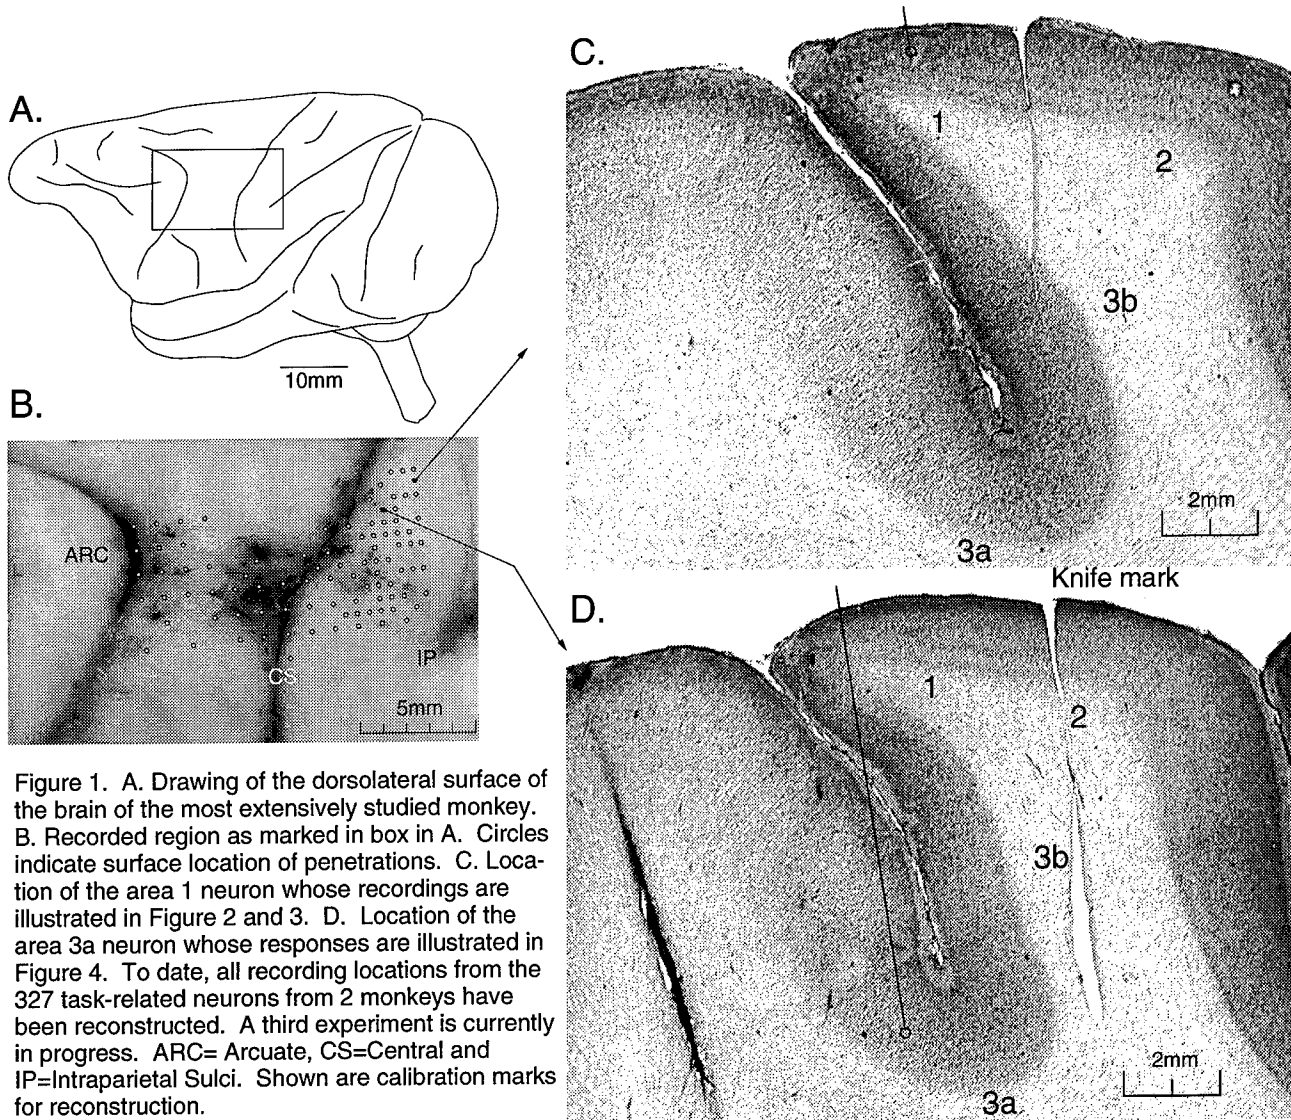 A.
10mm
B.
ARC
CS
IP
5mm
C.
1
2
3b
3a
2mm
Knife mark
D.
1
2
3b
3a
2mm
Figure 1. A. Drawing of the dorsolateral surface of
the brain of the most extensively studied monkey.
B. Recorded region as marked in box in A. Circles
indicate surface location of penetrations. C. Loca-
tion of the area 1 neuron whose recordings are
illustrated in Figure 2 and 3. D. Location of the
area 3a neuron whose responses are illustrated in
Figure 4. To date, all recording locations from the
327 task-related neurons from 2 monkeys have
been reconstructed. A third experiment is currently
in progress. ARC= Arcuate, CS=Central and
IP=Intraparietal Sulci. Shown are calibration marks
for reconstruction.